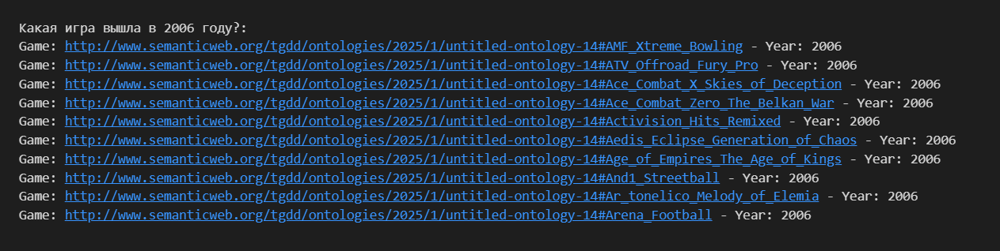 Какая игра вышла в 2006 году?:
Game: http://www.semanticweb.org/tgdd/ontologies/2025/1/untitled-ontology-14#AMF_Xtreme_Bowling - Year: 2006
Game: http://www.semanticweb.org/tgdd/ontologies/2025/1/untitled-ontology-14#ATV_Offroad_Fury_Pro - Year: 2006
Game: http://www.semanticweb.org/tgdd/ontologies/2025/1/untitled-ontology-14#Ace_Combat_X_Skies_of_Deception - Year: 2006
Game: http://www.semanticweb.org/tgdd/ontologies/2025/1/untitled-ontology-14#Ace_Combat_Zero_The_Belkan_War - Year: 2006
Game: http://www.semanticweb.org/tgdd/ontologies/2025/1/untitled-ontology-14#Activision_Hits_Remixed - Year: 2006
Game: http://www.semanticweb.org/tgdd/ontologies/2025/1/untitled-ontology-14#Aedis_Eclipse_Generation_of_Chaos - Year: 2006
Game: http://www.semanticweb.org/tgdd/ontologies/2025/1/untitled-ontology-14#Age_of_Empires_The_Age_of_Kings - Year: 2006
Game: http://www.semanticweb.org/tgdd/ontologies/2025/1/untitled-ontology-14#And1_Streetball - Year: 2006
Game: http://www.semanticweb.org/tgdd/ontologies/2025/1/untitled-ontology-14#Ar_tonelico_Melody_of_Elemia - Year: 2006
Game: http://www.semanticweb.org/tgdd/ontologies/2025/1/untitled-ontology-14#Arena_Football - Year: 2006